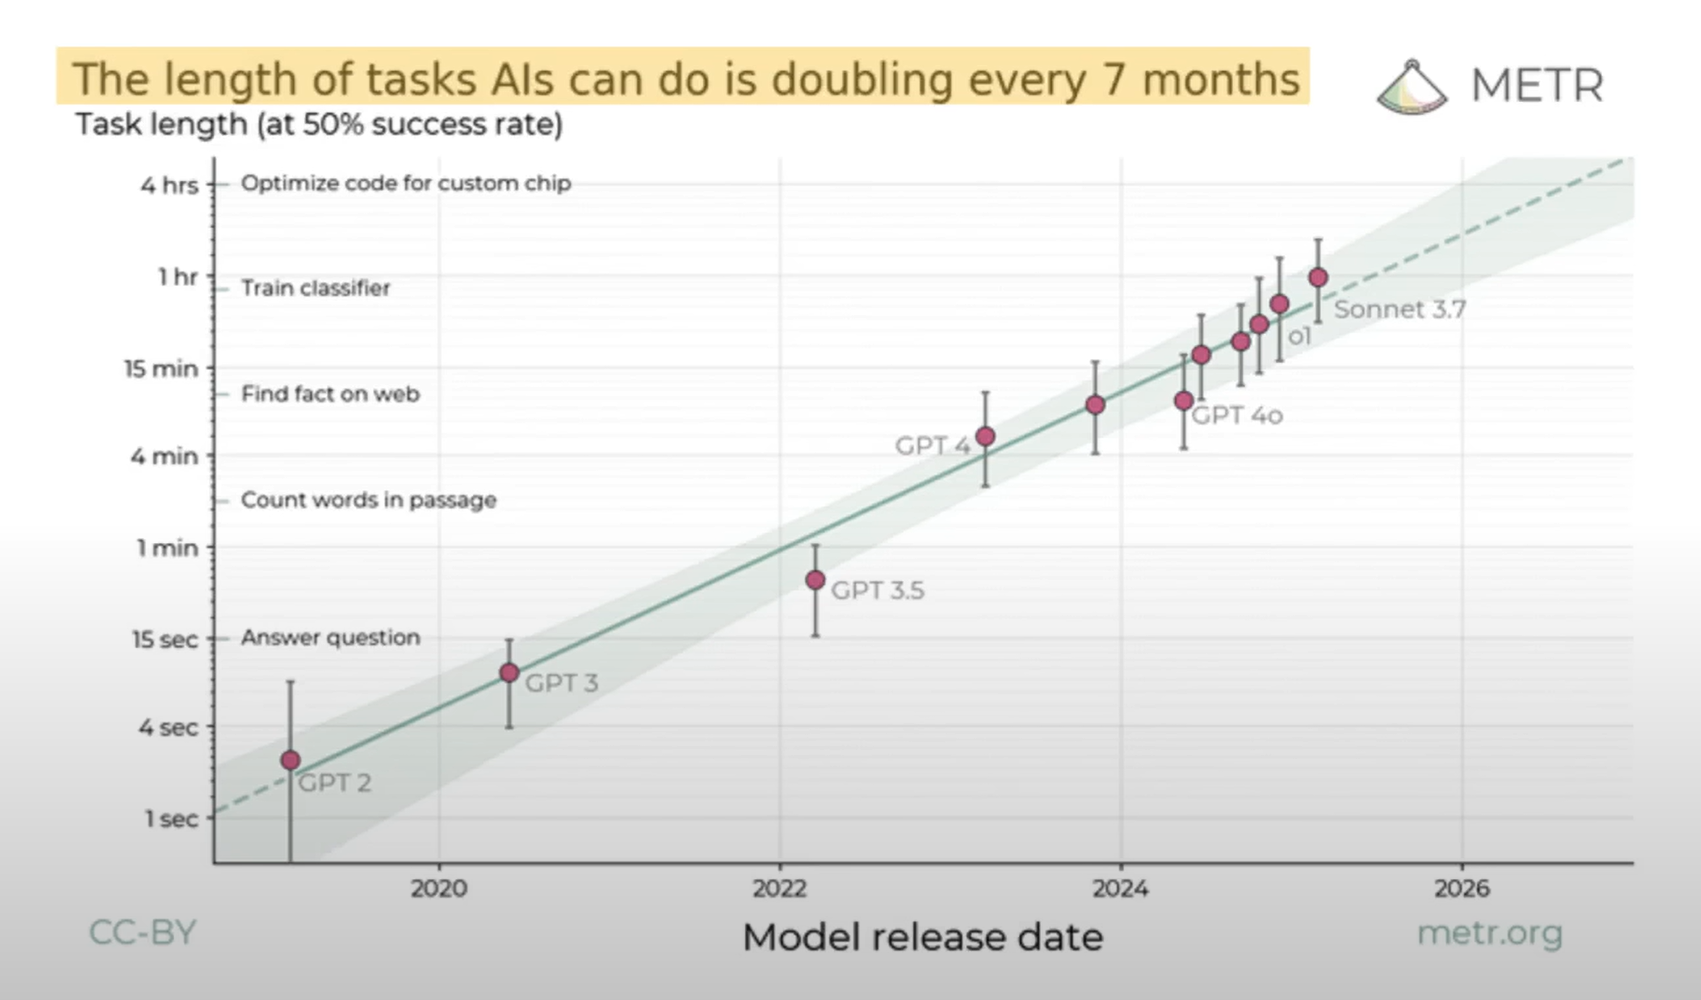 The length of tasks AIs can do is doubling every 7 months
METR
Task length (at 50% success rate)
4 hrs
Optimize code for custom chip
1 hr
Train classifier
Sonnet 3.7
o1
15 min
Find fact on web
GPT 4o
GPT 4
4 min
Count words in passage
1 min
GPT 3.5
15 sec
Answer question
GPT 3
4 sec
GPT 2
1 sec
2020
2022
2024
2026
CC-BY
Model release date
metr.org